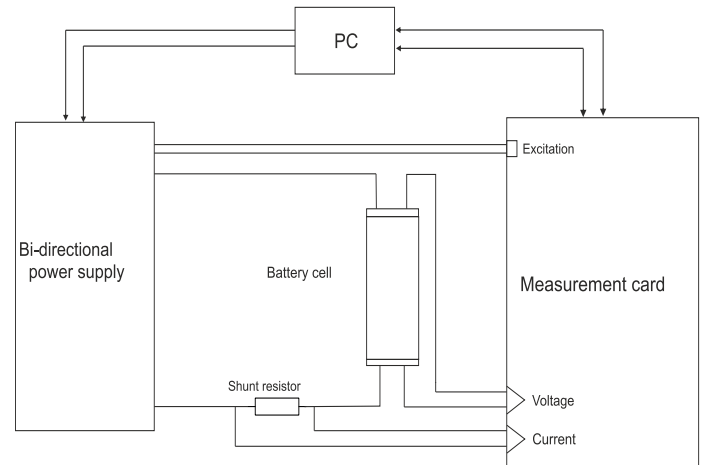 PC
Excitation
Bi-directional
power supply
Battery cell
Measurement card
Shunt resistor
Voltage
Current